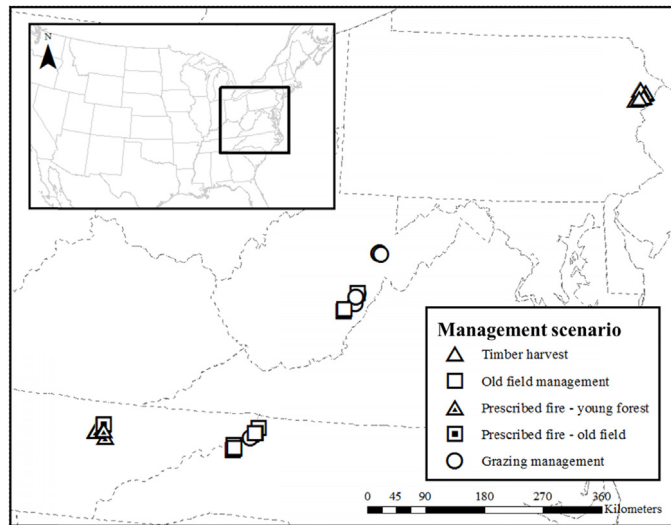 N
Management scenario
Timber harvest
Old field management
Prescribed fire - young forest
Prescribed fire - old field
Grazing management
0 45 90 180 270 360
Kilometers